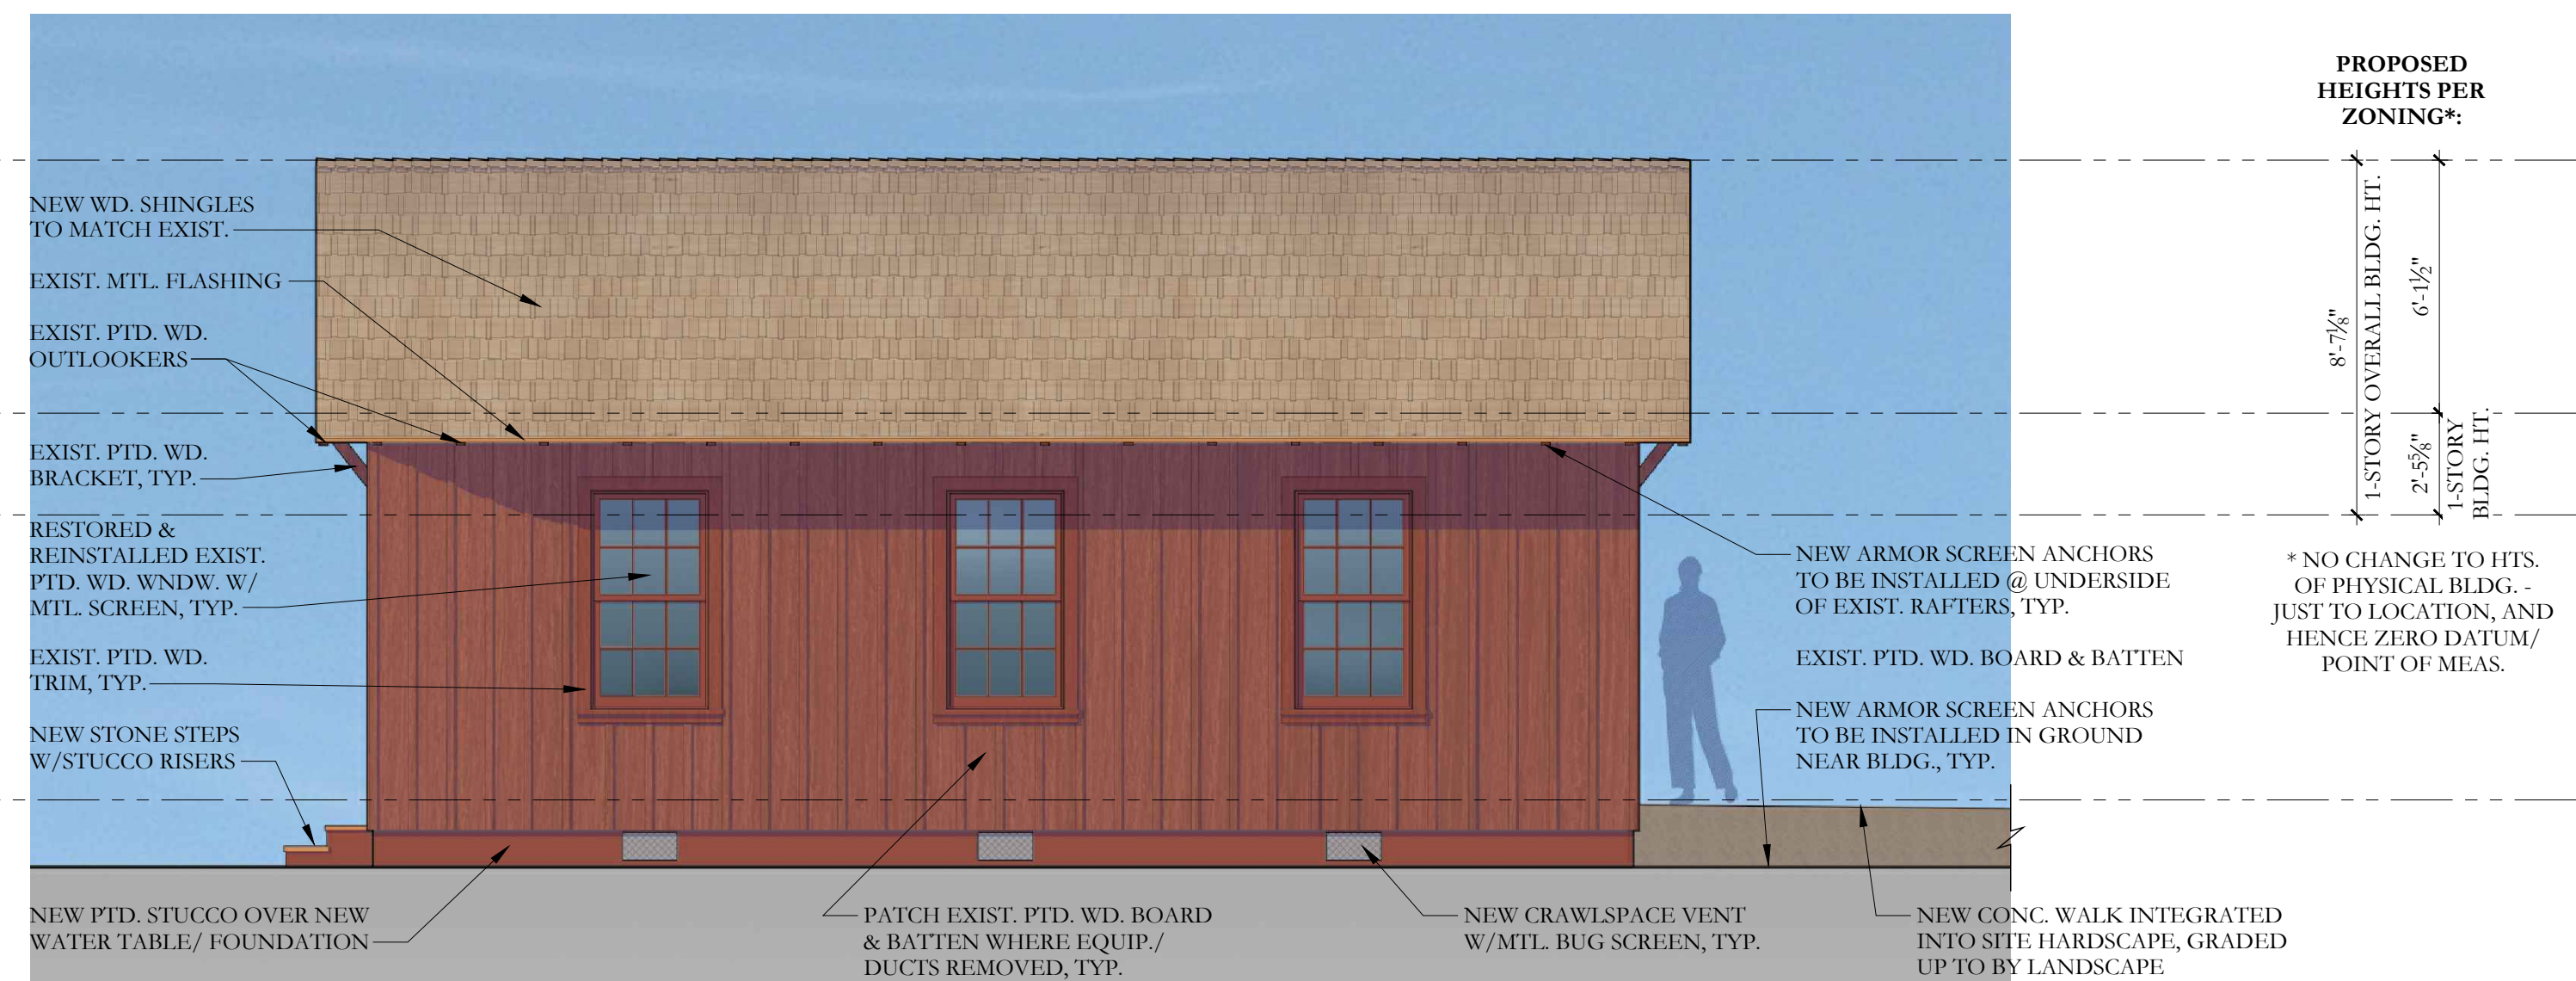 PROPOSED
HEIGHTS PER
ZONING*:
NEW WD. SHINGLES
TO MATCH EXIST.
EXIST. MTL. FLASHING
EXIST. PTD. WD.
OUTLOOKERS
EXIST. PTD. WD.
BRACKET, TYP.
RESTORED &
REINSTALLED EXIST.
PTD. WD. WNDW. W/
MTL. SCREEN, TYP.
EXIST. PTD. WD.
TRIM, TYP.
NEW STONE STEPS
W/STUCCO RISERS
NEW PTD. STUCCO OVER NEW
WATER TABLE/ FOUNDATION
PATCH EXIST. PTD. WD. BOARD
& BATTEN WHERE EQUIP./
DUCTS REMOVED, TYP.
NEW CRAWLSPACE VENT
W/MTL. BUG SCREEN, TYP.
NEW CONC. WALK INTEGRATED
INTO SITE HARDSCAPE, GRADED
UP TO BY LANDSCAPE
NEW ARMOR SCREEN ANCHORS
TO BE INSTALLED @ UNDERSIDE
OF EXIST. RAFTERS, TYP.
EXIST. PTD. WD. BOARD & BATTEN
NEW ARMOR SCREEN ANCHORS
TO BE INSTALLED IN GROUND
NEAR BLDG., TYP.
8'-7⅛"
1-STORY OVERALL BLDG. HT.
6'-1½"
2'-5⅝"
1-STORY
BLDG. HT.
* NO CHANGE TO HTS.
OF PHYSICAL BLDG. -
JUST TO LOCATION, AND
HENCE ZERO DATUM/
POINT OF MEAS.